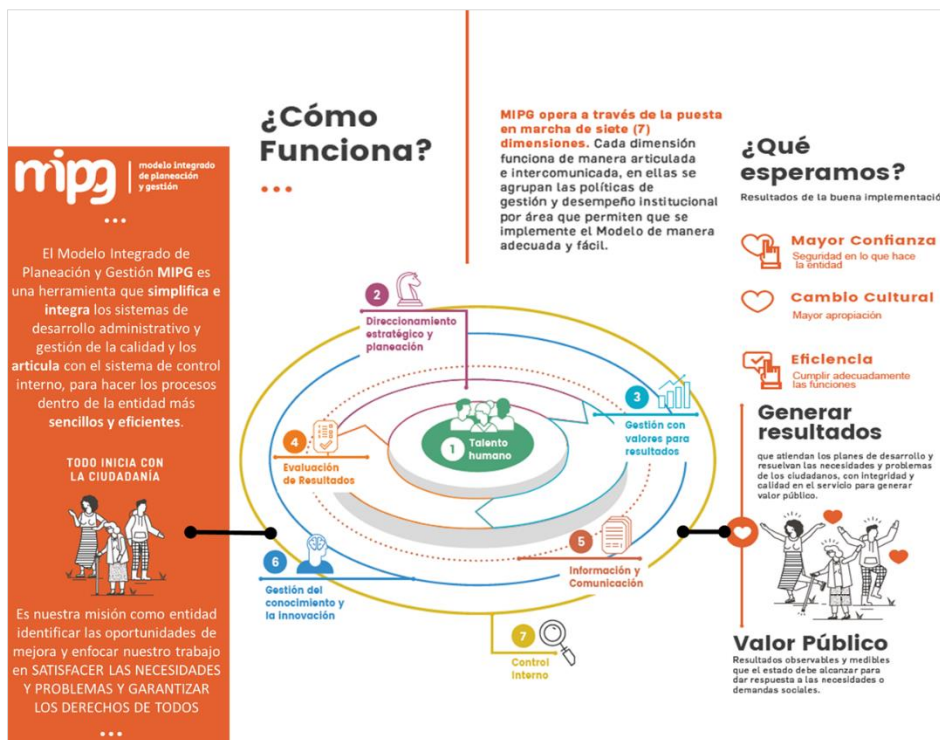 mipg
modelo integrado
de planeación
y gestión
El Modelo Integrado de
Planeación y Gestión MIPG es
una herramienta que simplifica e
integra los sistemas de
desarrollo administrativo y
gestión de la calidad y los
articula con el sistema de control
interno, para hacer los procesos
dentro de la entidad más
sencillos y eficientes.
TODO INICIA CON
LA CIUDADANÍA
Es nuestra misión como entidad
identificar las oportunidades de
mejora y enfocar nuestro trabajo
en SATISFACER LAS NECESIDADES
Y PROBLEMAS Y GARANTIZAR
LOS DERECHOS DE TODOS
¿Cómo
Funciona?
MIPG opera a través de la puesta
en marcha de siete (7)
dimensiones. Cada dimensión
funciona de manera articulada
e intercomunicada, en ellas se
agrupan las políticas de
gestión y desempeño institucional
por área que permiten que se
implemente el Modelo de manera
adecuada y fácil.
2
Direccionamiento
estratégico y
planeación
3
Gestión con
valores para
resultados
1 Talento
humano
4
Evaluación
de Resultados
5
Información y
Comunicación
6
Gestión del
conocimiento y
la innovación
7
Control
Interno
¿Qué
esperamos?
Resultados de la buena implementació
Mayor Confianza
Seguridad en lo que hace
la entidad
Cambio Cultural
Mayor apropiación
Eficiencia
Cumplir adecuadamente
las funciones
Generar
resultados
que atiendan los planes de desarrollo y
resuelvan las necesidades y problemas
de los ciudadanos, con integridad y
calidad en el servicio para generar
valor público.
Valor Público
Resultados observables y medibles
que el estado debe alcanzar para
dar respuesta a las necesidades o
demandas sociales.